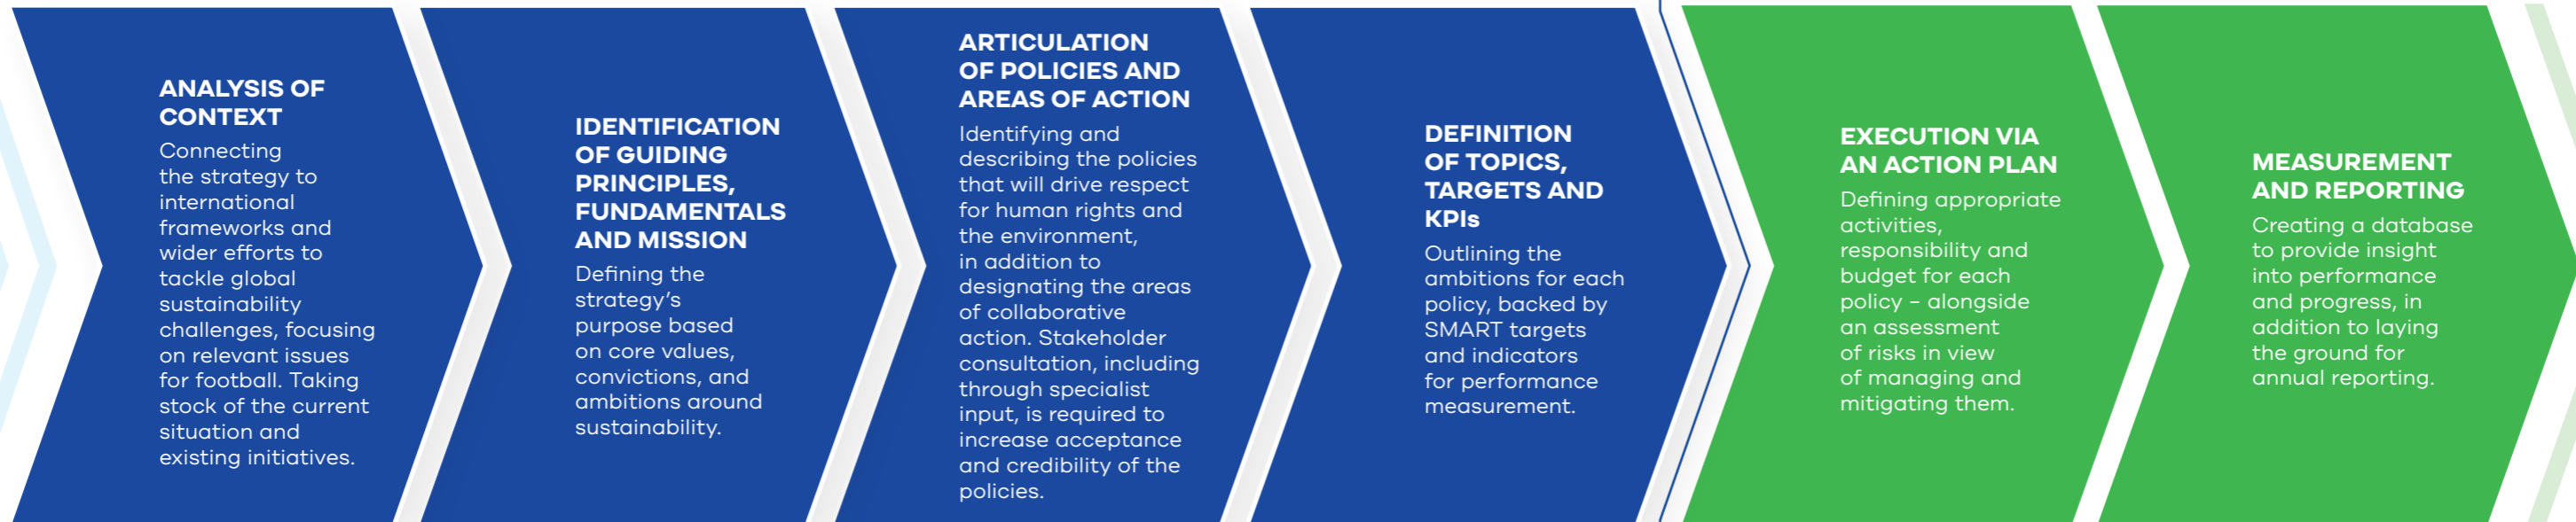 ANALYSIS OF
CONTEXT
Connecting
the strategy to
international
frameworks and
wider efforts to
tackle global
sustainability
challenges, focusing
on relevant issues
for football. Taking
stock of the current
situation and
existing initiatives.
IDENTIFICATION
OF GUIDING
PRINCIPLES,
FUNDAMENTALS
AND MISSION
Defining the
strategy’s
purpose based
on core values,
convictions, and
ambitions around
sustainability.
ARTICULATION
OF POLICIES AND
AREAS OF ACTION
Identifying and
describing the policies
that will drive respect
for human rights and
the environment,
in addition to
designating the areas
of collaborative
action. Stakeholder
consultation, including
through specialist
input, is required to
increase acceptance
and credibility of the
policies.
DEFINITION
OF TOPICS,
TARGETS AND
KPIs
Outlining the
ambitions for each
policy, backed by
SMART targets
and indicators
for performance
measurement.
EXECUTION VIA
AN ACTION PLAN
Defining appropriate
activities,
responsibility and
budget for each
policy – alongside
an assessment
of risks in view
of managing and
mitigating them.
MEASUREMENT
AND REPORTING
Creating a database
to provide insight
into performance
and progress, in
addition to laying
the ground for
annual reporting.